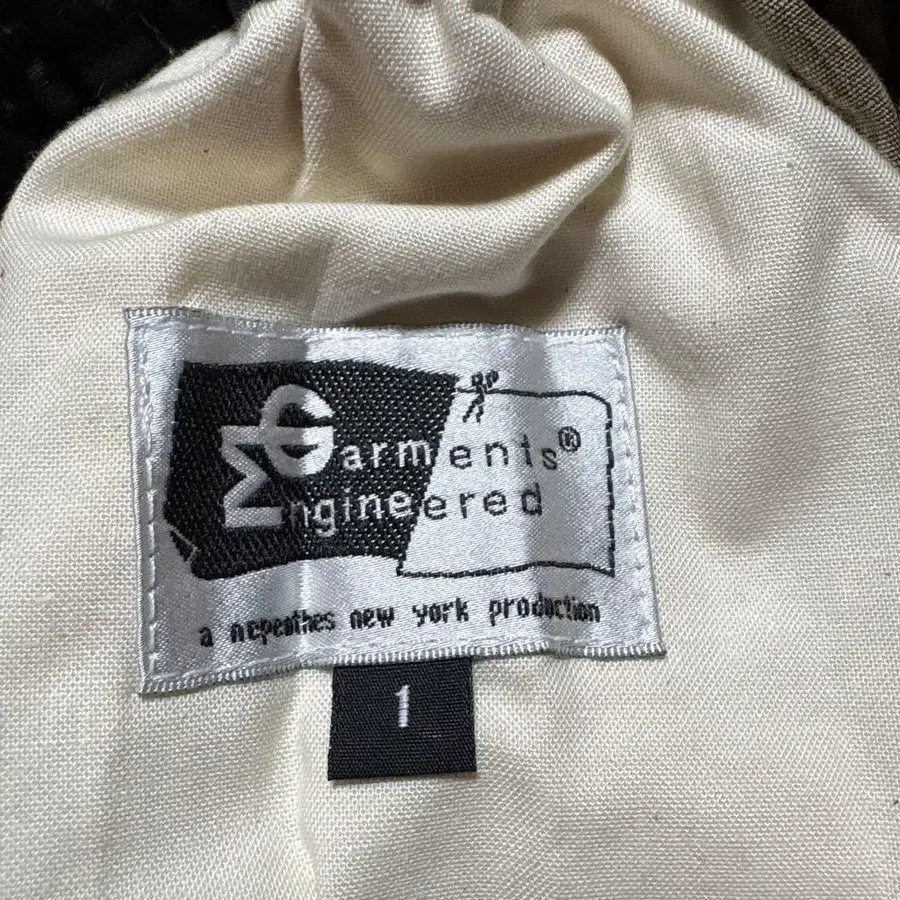 Garments®
Engineered
a nepenthes new york production
1